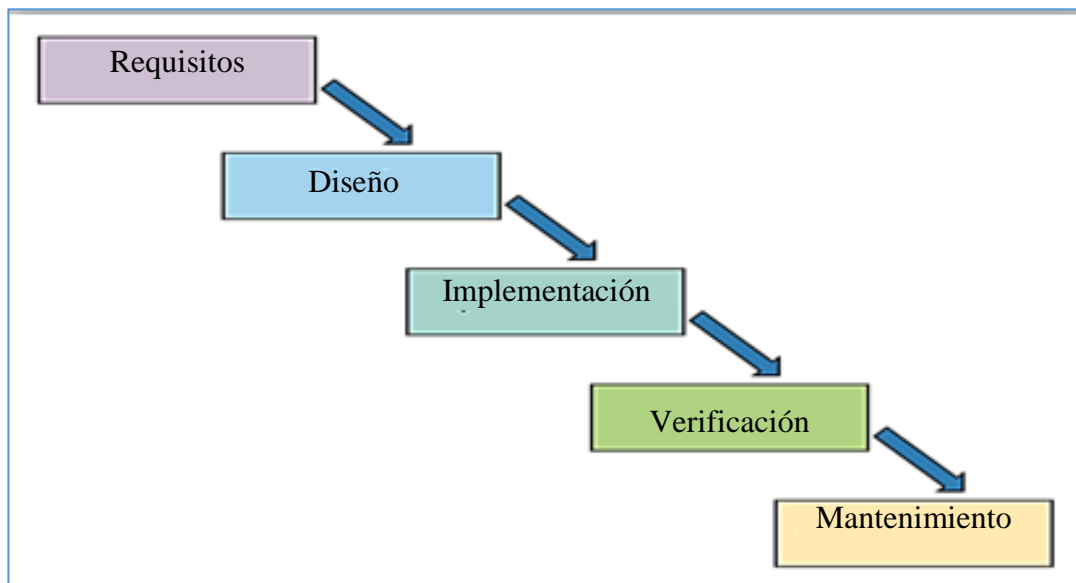 Requisitos
Diseño
Implementación
Verificación
Mantenimiento